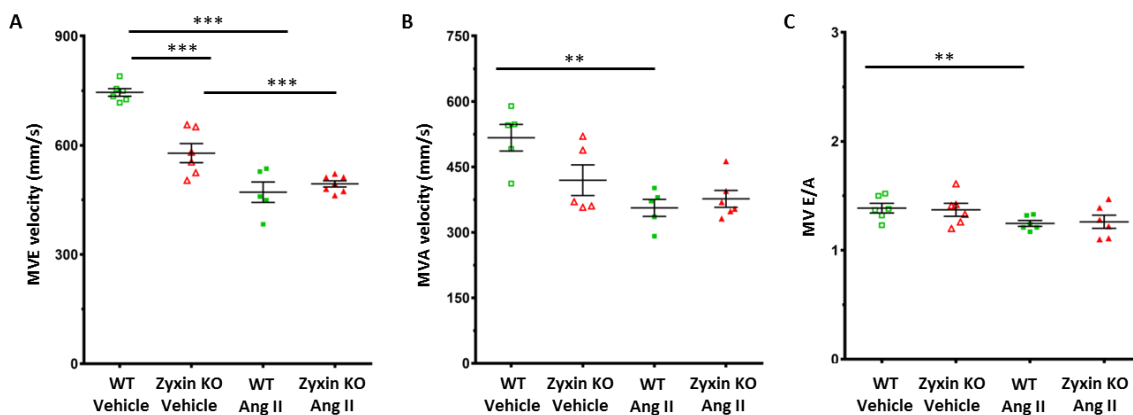 A
MVE velocity (mm/s)
900
600
300
0
***
***
***
WT
Vehicle
Zyxin KO
Vehicle
WT
Ang II
Zyxin KO
Ang II
B
MVA velocity (mm/s)
750
600
450
300
150
0
**
WT
Vehicle
Zyxin KO
Vehicle
WT
Ang II
Zyxin KO
Ang II
C
MV E/A
3
2
1
0
**
WT
Vehicle
Zyxin KO
Vehicle
WT
Ang II
Zyxin KO
Ang II